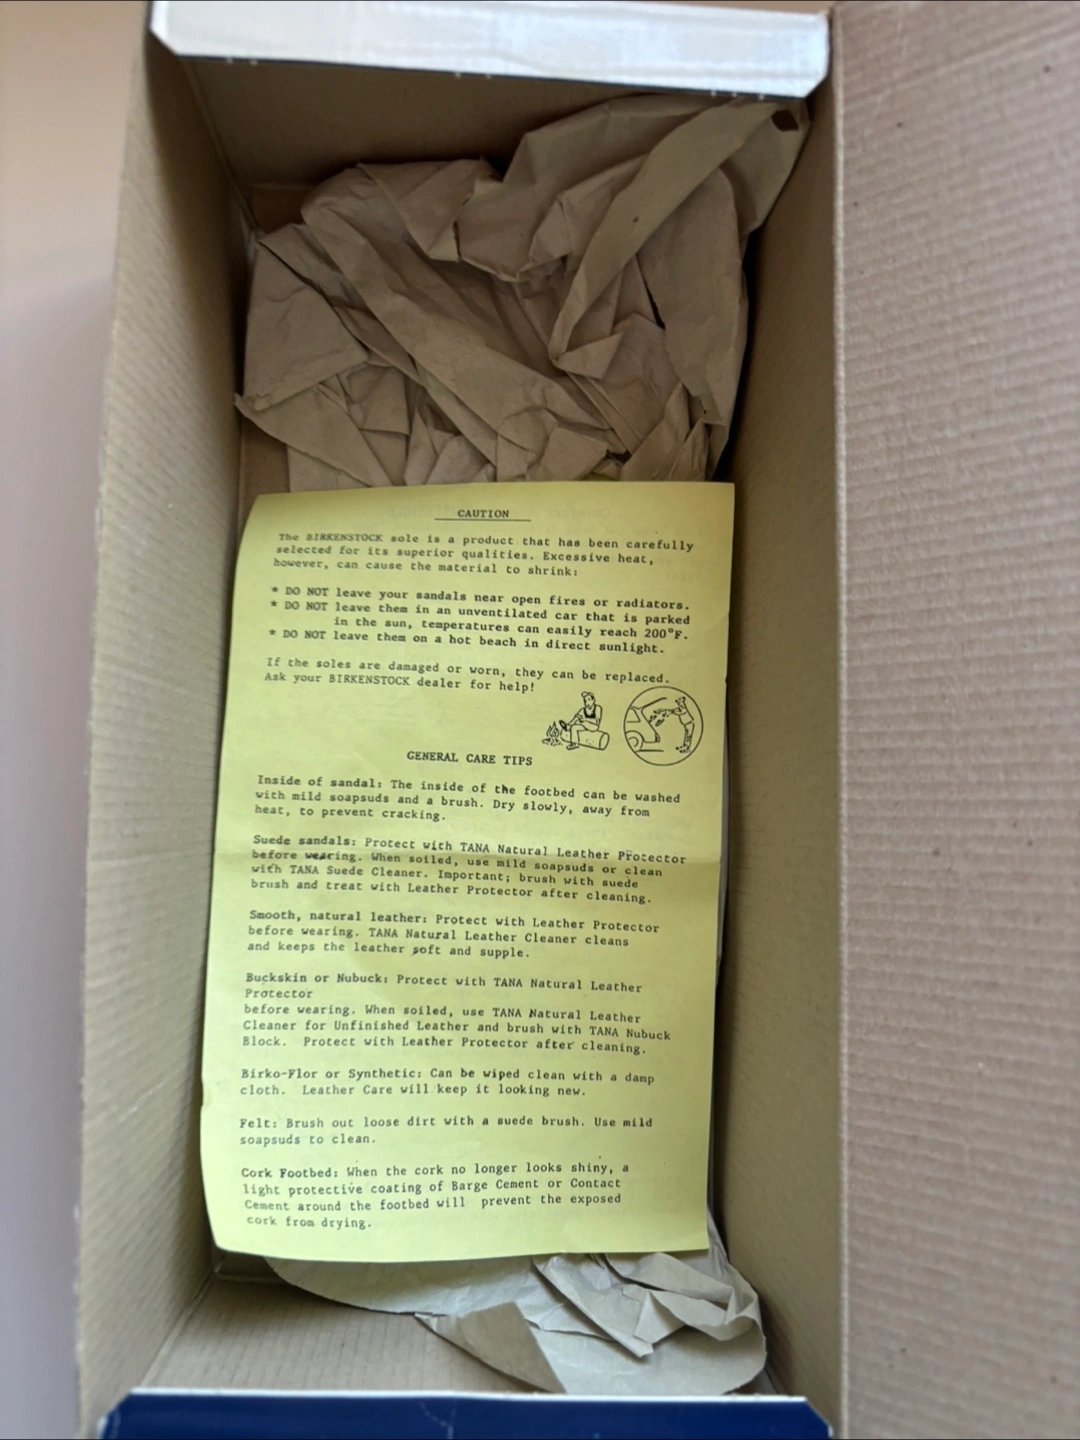 CAUTION
The BIRKENSTOCK sole is a product that has been carefully
selected for its superior qualities. Excessive heat,
however, can cause the material to shrink:
* DO NOT leave your sandals near open fires or radiators.
* DO NOT leave them in an unventilated car that is parked
in the sun, temperatures can easily reach 200°F.
* DO NOT leave them on a hot beach in direct sunlight.
If the soles are damaged or worn, they can be replaced.
Ask your BIRKENSTOCK dealer for help!
GENERAL CARE TIPS
Inside of sandal: The inside of the footbed can be washed
with mild soapsuds and a brush. Dry slowly, away from
heat, to prevent cracking.
Suede sandals: Protect with TANA Natural Leather Protector
before wearing. When soiled, use mild soapsuds or clean
with TANA Suede Cleaner. Important; brush with suede
brush and treat with Leather Protector after cleaning.
Smooth, natural leather: Protect with Leather Protector
before wearing. TANA Natural Leather Cleaner cleans
and keeps the leather soft and supple.
Buckskin or Nubuck: Protect with TANA Natural Leather
Protector
before wearing. When soiled, use TANA Natural Leather
Cleaner for Unfinished Leather and brush with TANA Nubuck
Block. Protect with Leather Protector after cleaning.
Birko-Flor or Synthetic: Can be wiped clean with a damp
cloth. Leather Care will keep it looking new.
Felt: Brush out loose dirt with a suede brush. Use mild
soapsuds to clean.
Cork Footbed: When the cork no longer looks shiny, a
light protective coating of Barge Cement or Contact
Cement around the footbed will prevent the exposed
cork from drying.